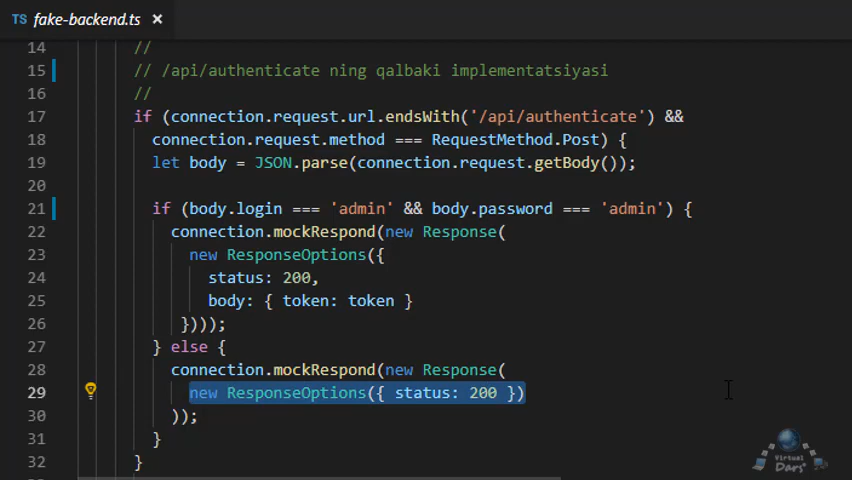 TS fake-backend.ts ×
14 //
15 // /api/authenticate ning qalbaki implementatsiyasi
16 //
17 if (connection.request.url.endsWith('/api/authenticate') &&
18 connection.request.method === RequestMethod.Post) {
19 let body = JSON.parse(connection.request.getBody());
20
21 if (body.login === 'admin' && body.password === 'admin') {
22 connection.mockRespond(new Response(
23 new ResponseOptions({
24 status: 200,
25 body: { token: token }
26 })));
27 } else {
28 connection.mockRespond(new Response(
29 new ResponseOptions({ status: 200 })
30 ));
31 }
32 }
Virtual
Dars